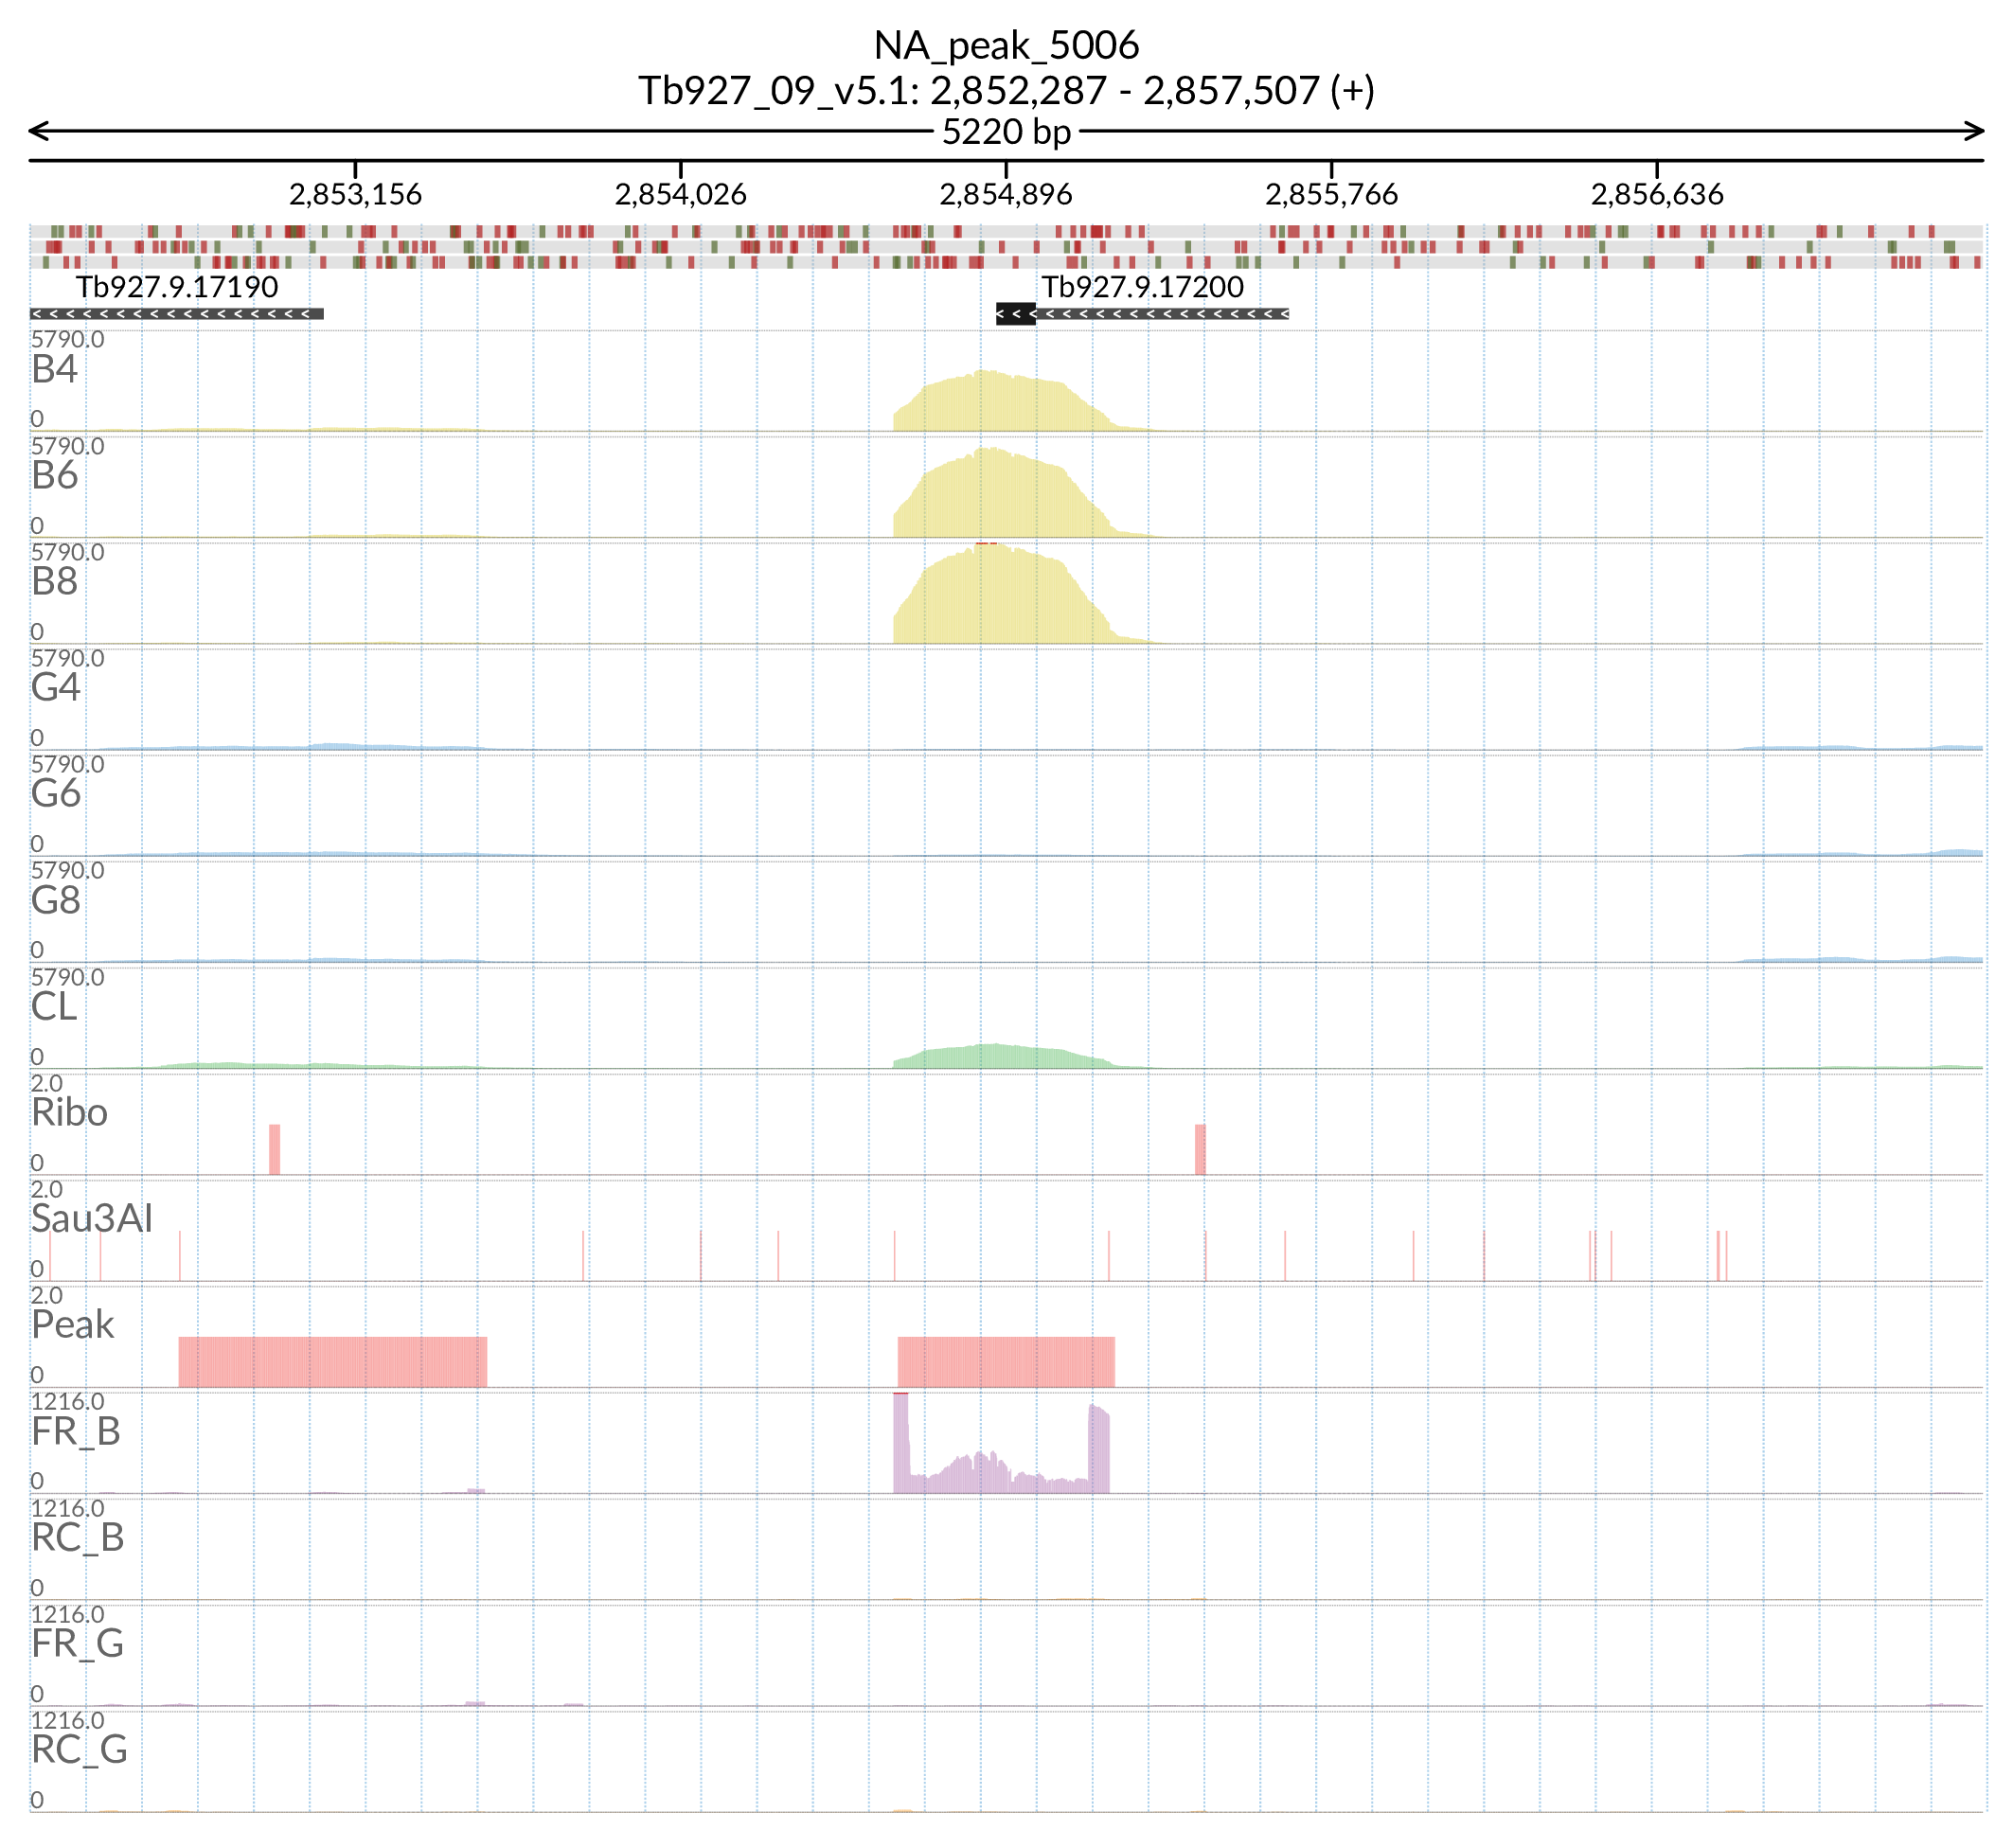 NA_peak_5006
Tb927_09_v5.1: 2,852,287 - 2,857,507 (+)
5220 bp
2,853,156 2,854,026 2,854,896 2,855,766 2,856,636
Tb927.9.17190 Tb927.9.17200
5790.0
B4
0
5790.0
B6
0
5790.0
B8
0
5790.0
G4
0
5790.0
G6
0
5790.0
G8
0
5790.0
CL
0
2.0
Ribo
0
2.0
Sau3AI
0
2.0
Peak
0
1216.0
FR_B
0
1216.0
RC_B
0
1216.0
FR_G
0
1216.0
RC_G
0